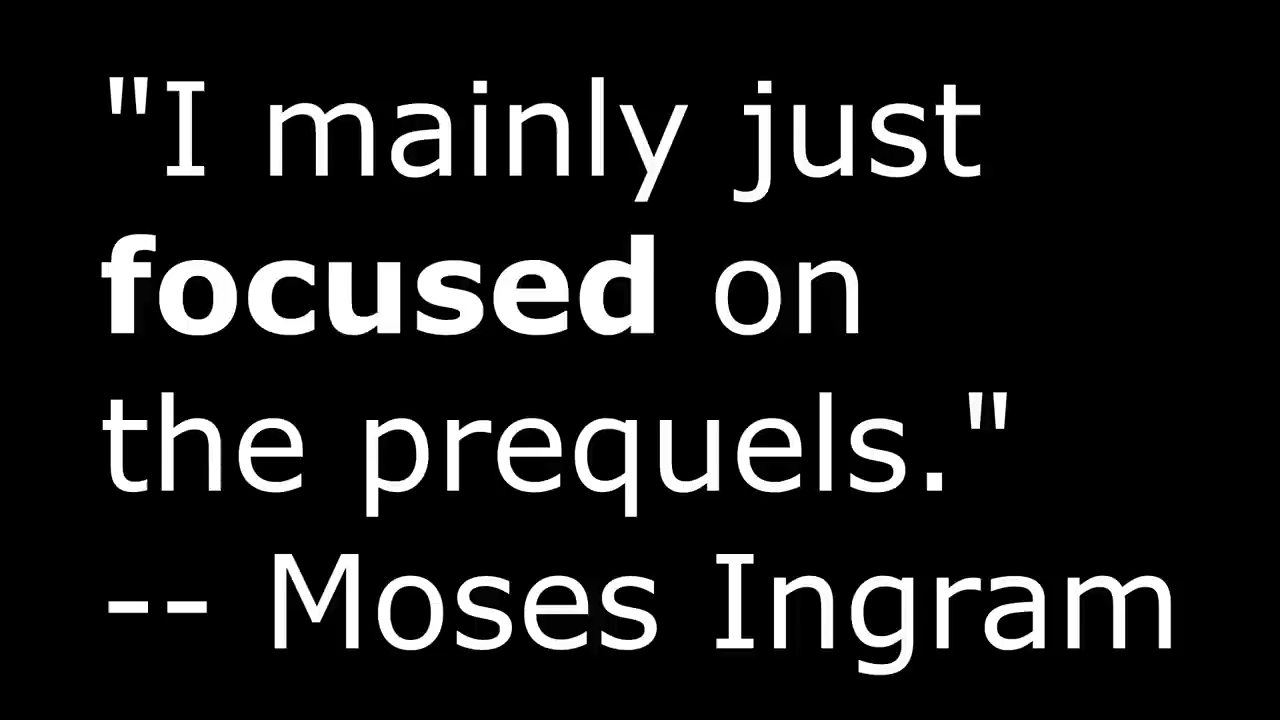 "I mainly just
focused on
the prequels."
-- Moses Ingram